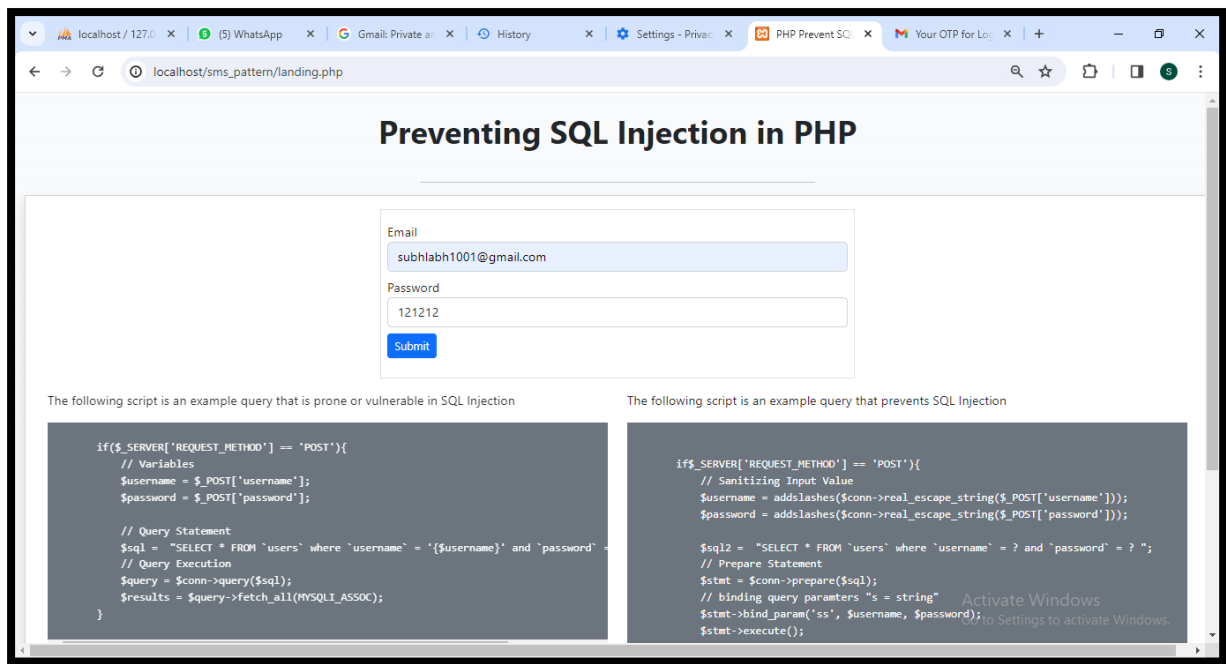 localhost / 127.0
(5) WhatsApp
Gmail: Private ar
History
Settings - Privac
PHP Prevent SQ
Your OTP for Log
localhost/sms_pattern/landing.php
S
Preventing SQL Injection in PHP
Email
subhlabh1001@gmail.com
Password
121212
Submit
The following script is an example query that is prone or vulnerable in SQL Injection
if($_SERVER['REQUEST_METHOD'] == 'POST'){
// Variables
$username = $_POST['username'];
$password = $_POST['password'];
// Query Statement
$sql = "SELECT * FROM `users` where `username` = '{$username}' and `password` =
// Query Execution
$query = $conn->query($sql);
$results = $query->fetch_all(MYSQLI_ASSOC);
}
The following script is an example query that prevents SQL Injection
if$_SERVER['REQUEST_METHOD'] == 'POST'){
// Sanitizing Input Value
$username = addslashes($conn->real_escape_string($_POST['username']));
$password = addslashes($conn->real_escape_string($_POST['password']));
$sql2 = "SELECT * FROM `users` where `username` = ? and `password` = ? ";
// Prepare Statement
$stmt = $conn->prepare($sql);
// binding query paramters "s = string"
$stmt->bind_param('ss', $username, $password);
$stmt->execute();
Activate Windows
Go to Settings to activate Windows.